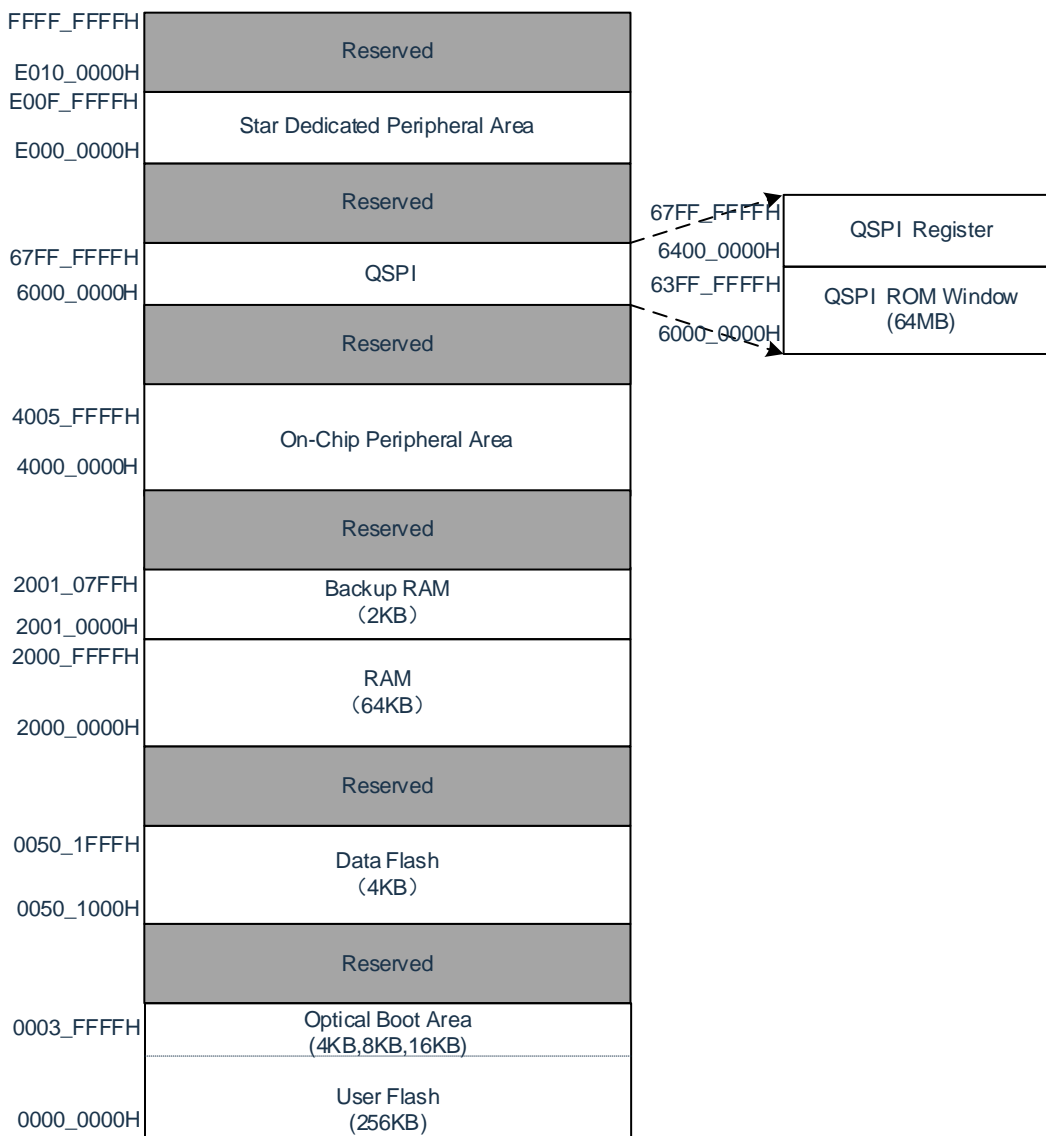 FFFF_FFFFH
Reserved
E010_0000H
E00F_FFFFH
Star Dedicated Peripheral Area
E000_0000H
Reserved
67FF_FFFFH
QSPI
6000_0000H
67FF_FFFFH
QSPI Register
6400_0000H
63FF_FFFFH
QSPI ROM Window
(64MB)
6000_0000H
Reserved
4005_FFFFH
On-Chip Peripheral Area
4000_0000H
Reserved
2001_07FFH
Backup RAM
（2KB）
2001_0000H
2000_FFFFH
RAM
（64KB）
2000_0000H
Reserved
0050_1FFFH
Data Flash
（4KB）
0050_1000H
Reserved
0003_FFFFH
Optical Boot Area
(4KB,8KB,16KB)
User Flash
(256KB)
0000_0000H